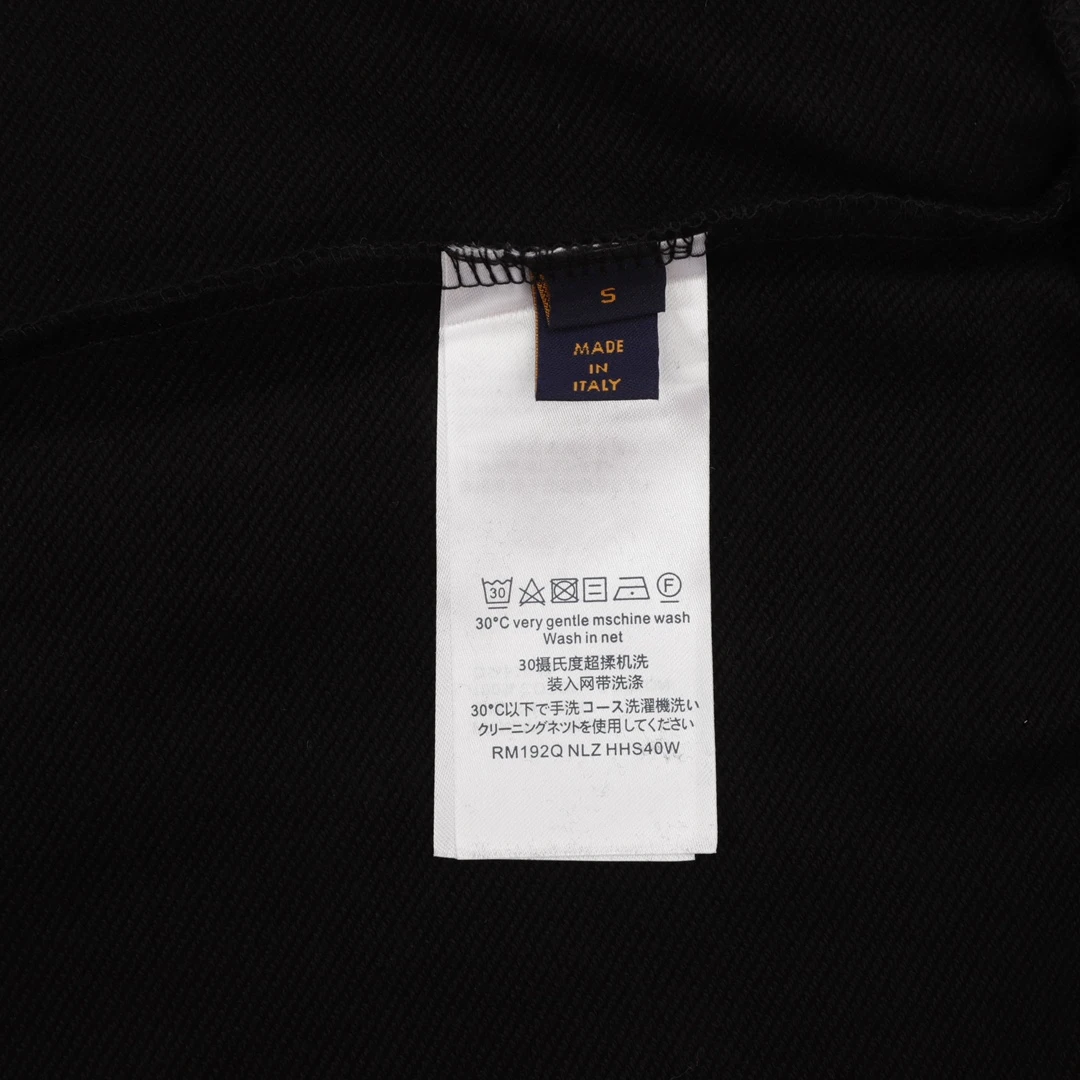 S
MADE
IN
ITALY
30
F
30°C very gentle mschine wash
Wash in net
30摄氏度超揉机洗
装入网带洗涤
30°C以下で手洗コース洗濯機洗い
クリーニングネツトを使用してください
RM192Q NLZ HHS40W